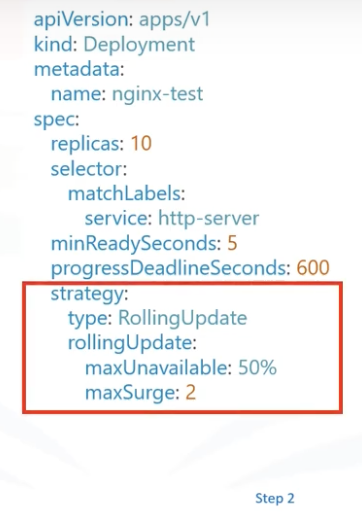 apiVersion: apps/v1
kind: Deployment
metadata:
  name: nginx-test
spec:
  replicas: 10
  selector:
    matchLabels:
      service: http-server
  minReadySeconds: 5
  progressDeadlineSeconds: 600
  strategy:
    type: RollingUpdate
    rollingUpdate:
      maxUnavailable: 50%
      maxSurge: 2
Step 2